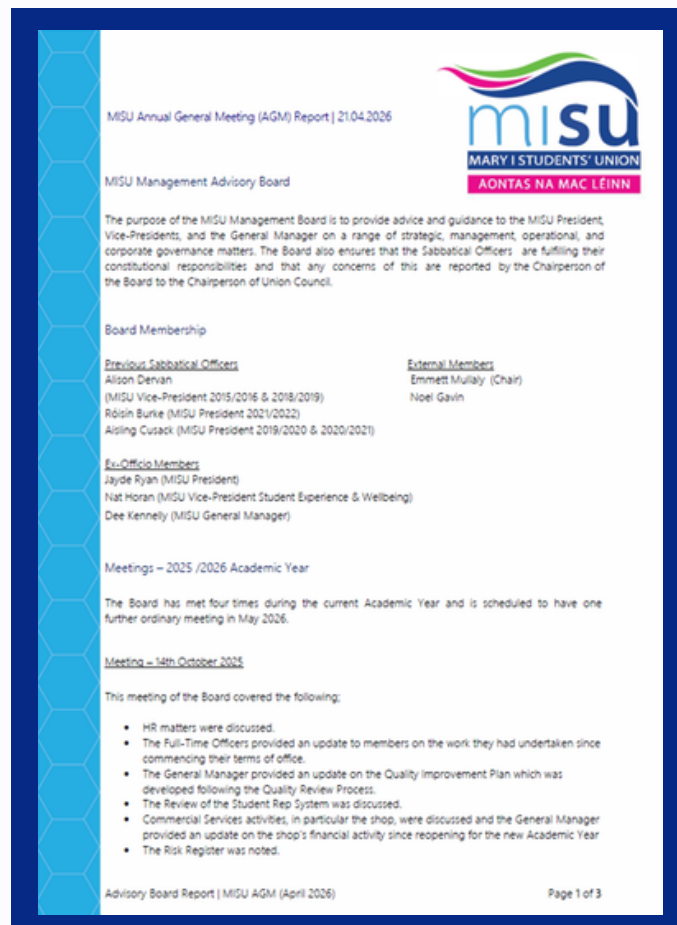 MISU Annual General Meeting (AGM) Report | 21.04.2026
misu
MARY I STUDENTS' UNION
AONTAS NA MAC LÉINN
MISU Management Advisory Board
The purpose of the MISU Management Board is to provide advice and guidance to the MISU President,
Vice-Presidents, and the General Manager on a range of strategic, management, operational, and
corporate governance matters. The Board also ensures that the Sabbatical Officers are fulfilling their
constitutional responsibilities and that any concerns of this are reported by the Chairperson of
the Board to the Chairperson of Union Council.
Board Membership
Previous Sabbatical Officers
Alison Dervan
(MISU Vice-President 2015/2016 & 2018/2019)
Róisín Burke (MISU President 2021/2022)
Aisling Cusack (MISU President 2019/2020 & 2020/2021)
External Members
Emmett Mullaly (Chair)
Noel Gavin
Ex-Officio Members
Jayde Ryan (MISU President)
Nat Horan (MISU Vice-President Student Experience & Wellbeing)
Dee Kennelly (MISU General Manager)
Meetings – 2025 /2026 Academic Year
The Board has met four times during the current Academic Year and is scheduled to have one
further ordinary meeting in May 2026.
Meeting – 14th October 2025
This meeting of the Board covered the following;
• HR matters were discussed.
• The Full-Time Officers provided an update to members on the work they had undertaken since
commencing their terms of office.
• The General Manager provided an update on the Quality Improvement Plan which was
developed following the Quality Review Process.
• The Review of the Student Rep System was discussed.
• Commercial Services activities, in particular the shop, were discussed and the General Manager
provided an update on the shop's financial activity since reopening for the new Academic Year
• The Risk Register was noted.
Advisory Board Report | MISU AGM (April 2026)
Page 1 of 3